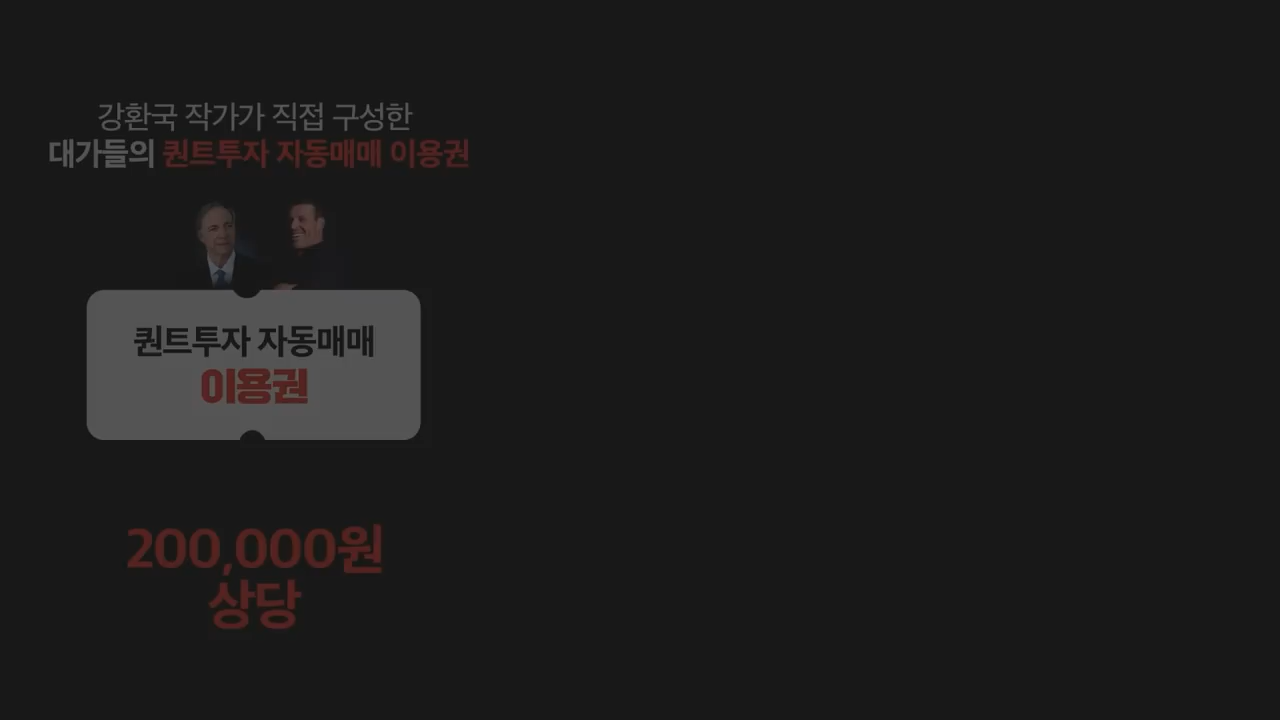 강환국 작가가 직접 구성한
대가들의 퀀트투자 자동매매 이용권
퀀트투자 자동매매
이용권
200,000원
상당